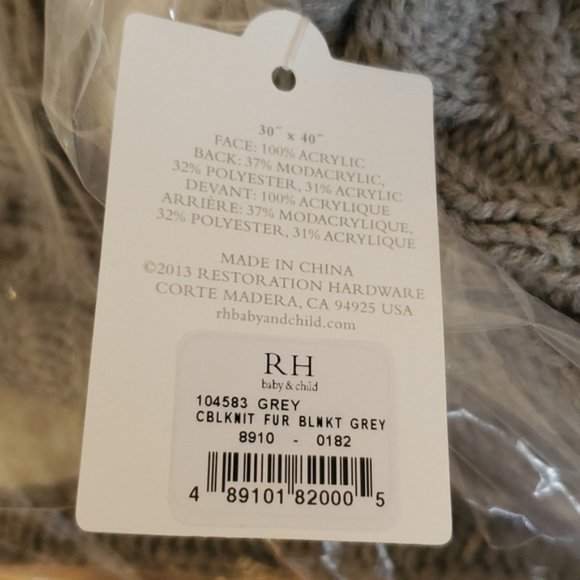 30" x 40"
FACE: 100% ACRYLIC
BACK: 37% MODACRYLIC,
32% POLYESTER, 31% ACRYLIC
DEVANT: 100% ACRYLIQUE
ARRIÈRE: 37% MODACRYLIQUE,
32% POLYESTER, 31% ACRYLIQUE
MADE IN CHINA
©2013 RESTORATION HARDWARE
CORTE MADERA, CA 94925 USA
rhbabyandchild.com
RH
baby & child
104583 GREY
CBLKNIT FUR BLNKT GREY
8910 - 0182
4 89101 82000 5